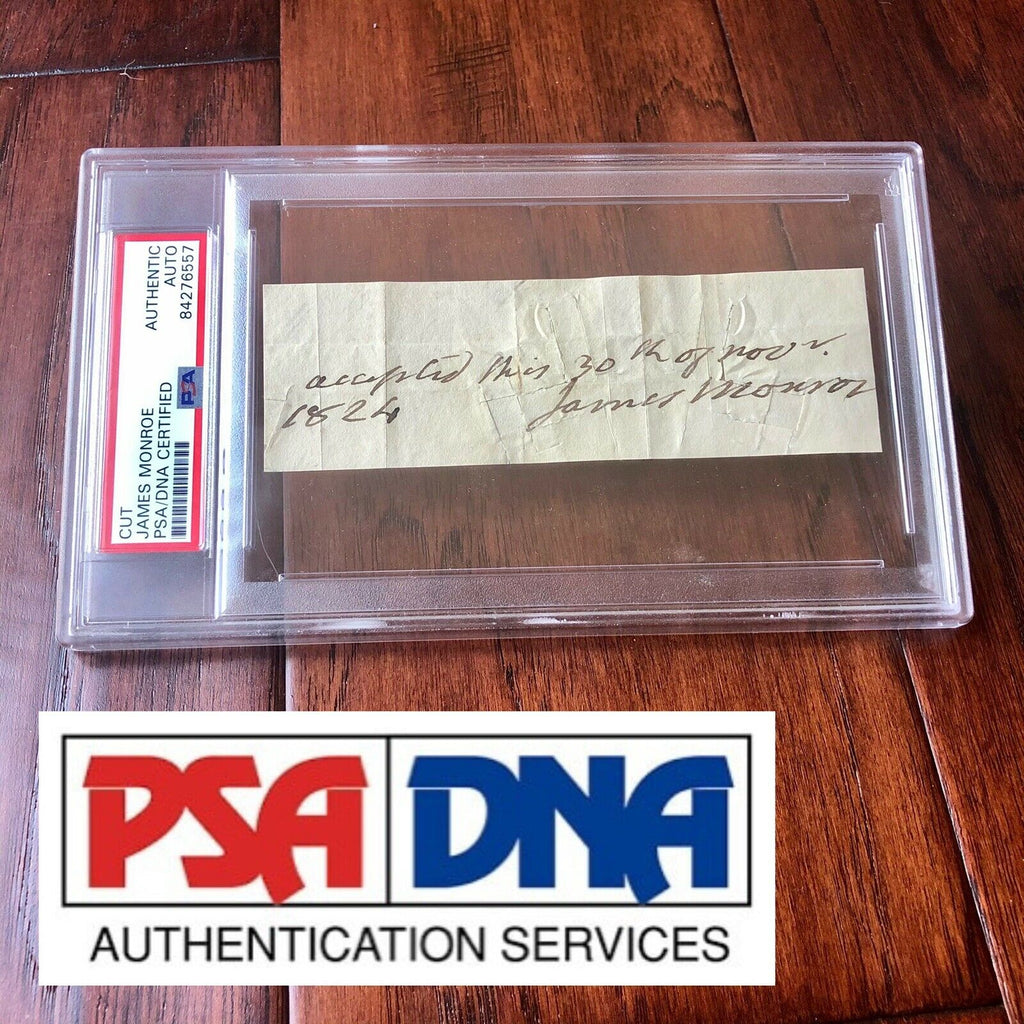 CUT
JAMES MONROE
PSA/DNA CERTIFIED
AUTHENTIC
AUTO
84276557
PSA
accepted this 30th of novr.
1824 James Monroe
PSA DNA
AUTHENTICATION SERVICES